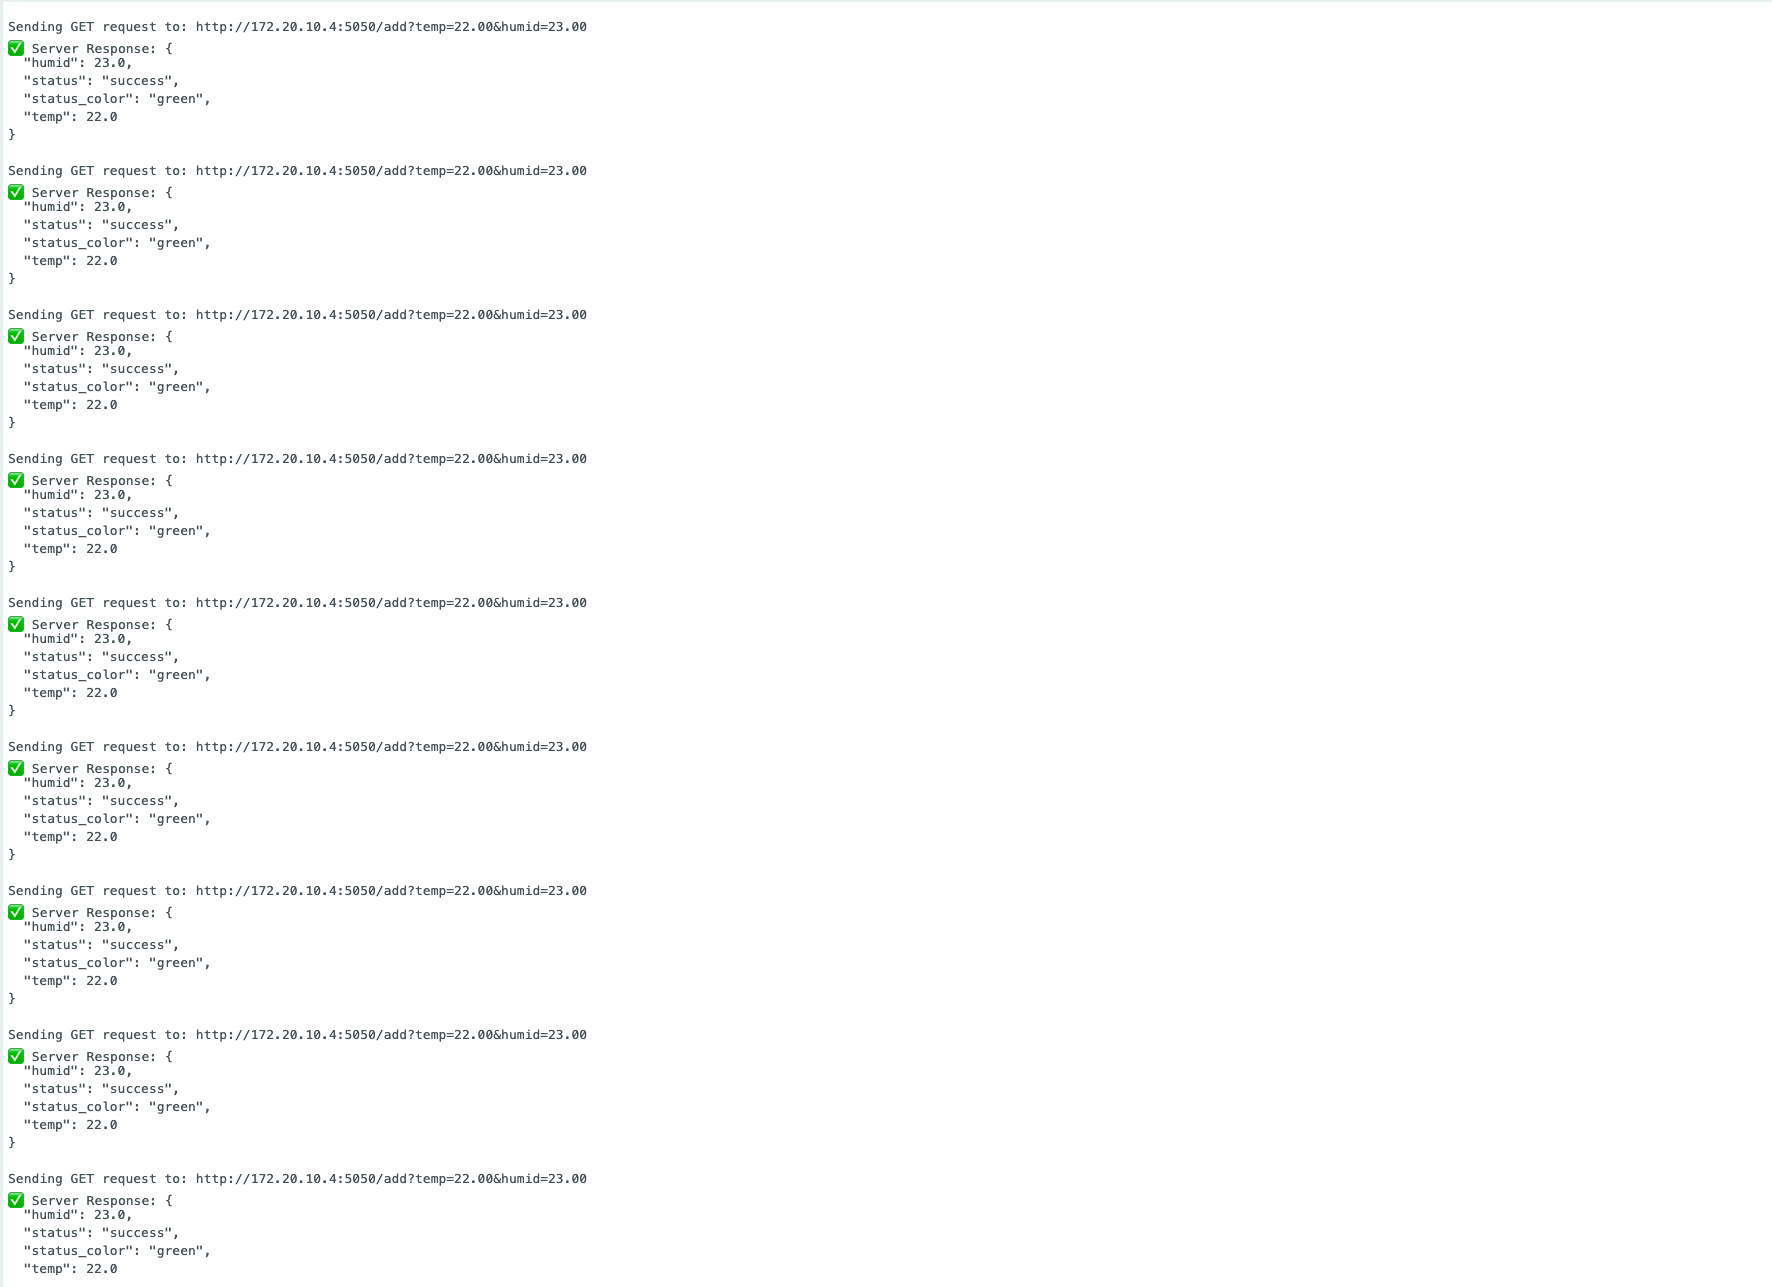 Sending GET request to: http://172.20.10.4:5050/add?temp=22.00&humid=23.00
✅ Server Response: {
  "humid": 23.0,
  "status": "success",
  "status_color": "green",
  "temp": 22.0
}

Sending GET request to: http://172.20.10.4:5050/add?temp=22.00&humid=23.00
✅ Server Response: {
  "humid": 23.0,
  "status": "success",
  "status_color": "green",
  "temp": 22.0
}

Sending GET request to: http://172.20.10.4:5050/add?temp=22.00&humid=23.00
✅ Server Response: {
  "humid": 23.0,
  "status": "success",
  "status_color": "green",
  "temp": 22.0
}

Sending GET request to: http://172.20.10.4:5050/add?temp=22.00&humid=23.00
✅ Server Response: {
  "humid": 23.0,
  "status": "success",
  "status_color": "green",
  "temp": 22.0
}

Sending GET request to: http://172.20.10.4:5050/add?temp=22.00&humid=23.00
✅ Server Response: {
  "humid": 23.0,
  "status": "success",
  "status_color": "green",
  "temp": 22.0
}

Sending GET request to: http://172.20.10.4:5050/add?temp=22.00&humid=23.00
✅ Server Response: {
  "humid": 23.0,
  "status": "success",
  "status_color": "green",
  "temp": 22.0
}

Sending GET request to: http://172.20.10.4:5050/add?temp=22.00&humid=23.00
✅ Server Response: {
  "humid": 23.0,
  "status": "success",
  "status_color": "green",
  "temp": 22.0
}

Sending GET request to: http://172.20.10.4:5050/add?temp=22.00&humid=23.00
✅ Server Response: {
  "humid": 23.0,
  "status": "success",
  "status_color": "green",
  "temp": 22.0
}

Sending GET request to: http://172.20.10.4:5050/add?temp=22.00&humid=23.00
✅ Server Response: {
  "humid": 23.0,
  "status": "success",
  "status_color": "green",
  "temp": 22.0